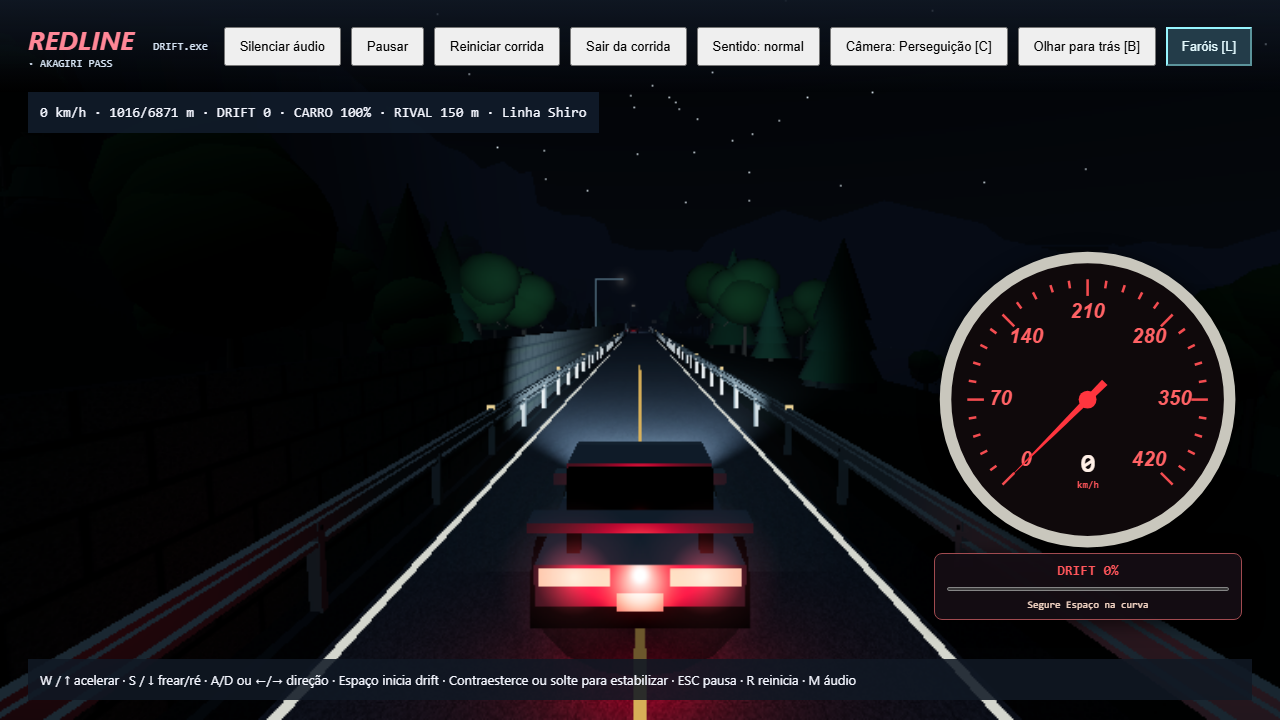 REDLINE DRIFT.exe
· AKAGIRI PASS
Silenciar áudio
Pausar
Reiniciar corrida
Sair da corrida
Sentido: normal
Câmera: Perseguição [C]
Olhar para trás [B]
Faróis [L]
0 km/h · 1016/6871 m · DRIFT 0 · CARRO 100% · RIVAL 150 m · Linha Shiro
210
140
280
70
350
0
420
0
km/h
DRIFT 0%
Segure Espaço na curva
W / ↑ acelerar · S / ↓ frear/ré · A/D ou ←/→ direção · Espaço inicia drift · Contraesterce ou solte para estabilizar · ESC pausa · R reinicia · M áudio